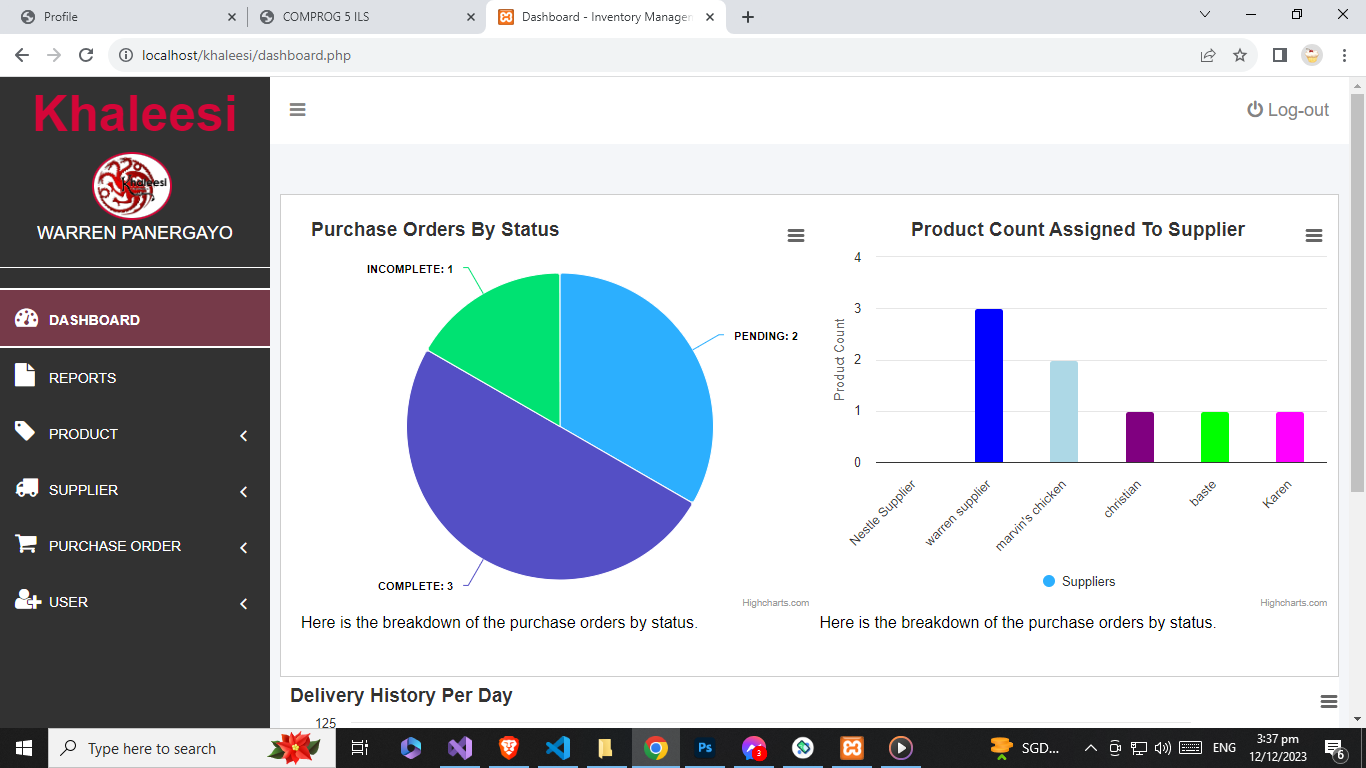 Profile
COMPROG 5 ILS
Dashboard - Inventory Manager
localhost/khaleesi/dashboard.php
Khaleesi
Khaleesi
WARREN PANERGAYO
DASHBOARD
REPORTS
PRODUCT
SUPPLIER
PURCHASE ORDER
USER
Log-out
Purchase Orders By Status
INCOMPLETE: 1
PENDING: 2
COMPLETE: 3
Highcharts.com
Here is the breakdown of the purchase orders by status.
Product Count Assigned To Supplier
Product Count
4
3
2
1
0
Nestle Supplier
warren supplier
marvin's chicken
christian
baste
Karen
Suppliers
Highcharts.com
Here is the breakdown of the purchase orders by status.
Delivery History Per Day
125
Type here to search
Ps
3
SGD...
ENG
3:37 pm
12/12/2023
6